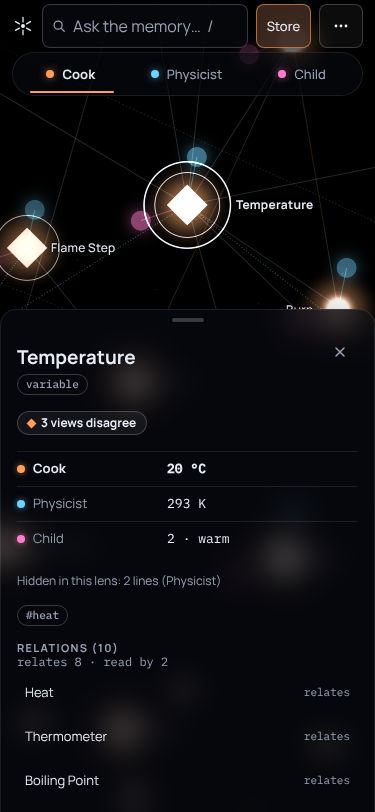 Ask the memory… /
Store
Cook
Physicist
Child
Temperature
Flame Step
Temperature
variable
3 views disagree
Cook 20 °C
Physicist 293 K
Child 2 · warm
Hidden in this lens: 2 lines (Physicist)
#heat
RELATIONS (10)
relates 8 · read by 2
Heat relates
Thermometer relates
Boiling Point relates